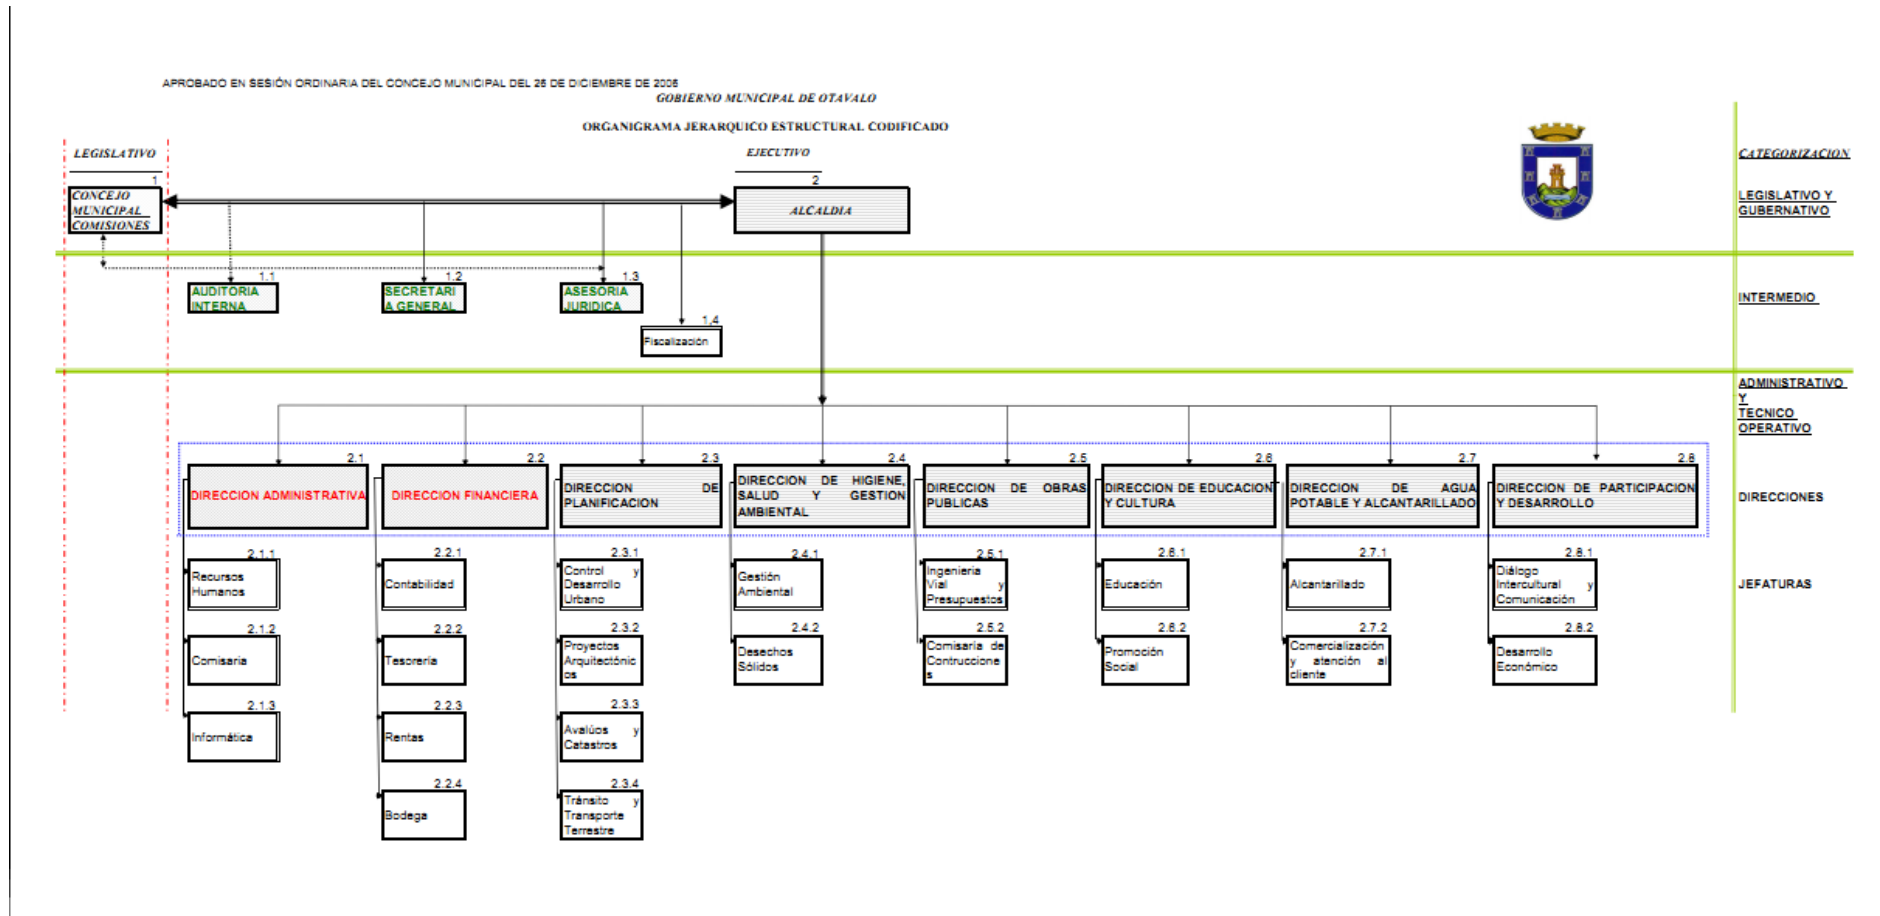 APROBADO EN SESIÓN ORDINARIA DEL CONCEJO MUNICIPAL DEL 26 DE DICIEMBRE DE 2005
GOBIERNO MUNICIPAL DE OTAVALO
ORGANIGRAMA JERARQUICO ESTRUCTURAL CODIFICADO
LEGISLATIVO
EJECUTIVO
CATEGORIZACION
1
CONCEJO
MUNICIPAL
COMISIONES
2
ALCALDIA
LEGISLATIVO Y
GUBERNATIVO
1.1
AUDITORIA
INTERNA
1.2
SECRETARI
A GENERAL
1.3
ASESORIA
JURIDICA
INTERMEDIO
1,4
Fiscalización
ADMINISTRATIVO
Y
TECNICO
OPERATIVO
2.1
DIRECCION ADMINISTRATIVA
2.2
DIRECCION FINANCIERA
2.3
DIRECCION DE
PLANIFICACION
2.4
DIRECCION DE HIGIENE,
SALUD Y GESTION
AMBIENTAL
2.5
DIRECCION DE OBRAS
PUBLICAS
2.6
DIRECCION DE EDUCACION
Y CULTURA
2.7
DIRECCION DE AGUA
POTABLE Y ALCANTARILLADO
2.8
DIRECCION DE PARTICIPACION
Y DESARROLLO
DIRECCIONES
2.1.1
Recursos
Humanos
2.2.1
Contabilidad
2.3.1
Control y
Desarrollo
Urbano
2.4.1
Gestión
Ambiental
2.5.1
Ingenieria
Vial y
Presupuestos
2.6.1
Educación
2.7.1
Alcantarillado
2.8.1
Diálogo
Intercultural y
Comunicación
JEFATURAS
2.1.2
Comisaria
2.2.2
Tesorería
2.3.2
Proyectos
Arquitectónic
os
2.4.2
Desechos
Sólidos
2.5.2
Comisaria de
Contruccione
s
2.6.2
Promoción
Social
2.7.2
Comercialización
y atención al
cliente
2.8.2
Desarrollo
Económico
2.1.3
Informática
2.2.3
Rentas
2.3.3
Avalúos y
Catastros
2.2.4
Bodega
2.3.4
Tránsito y
Transporte
Terrestre